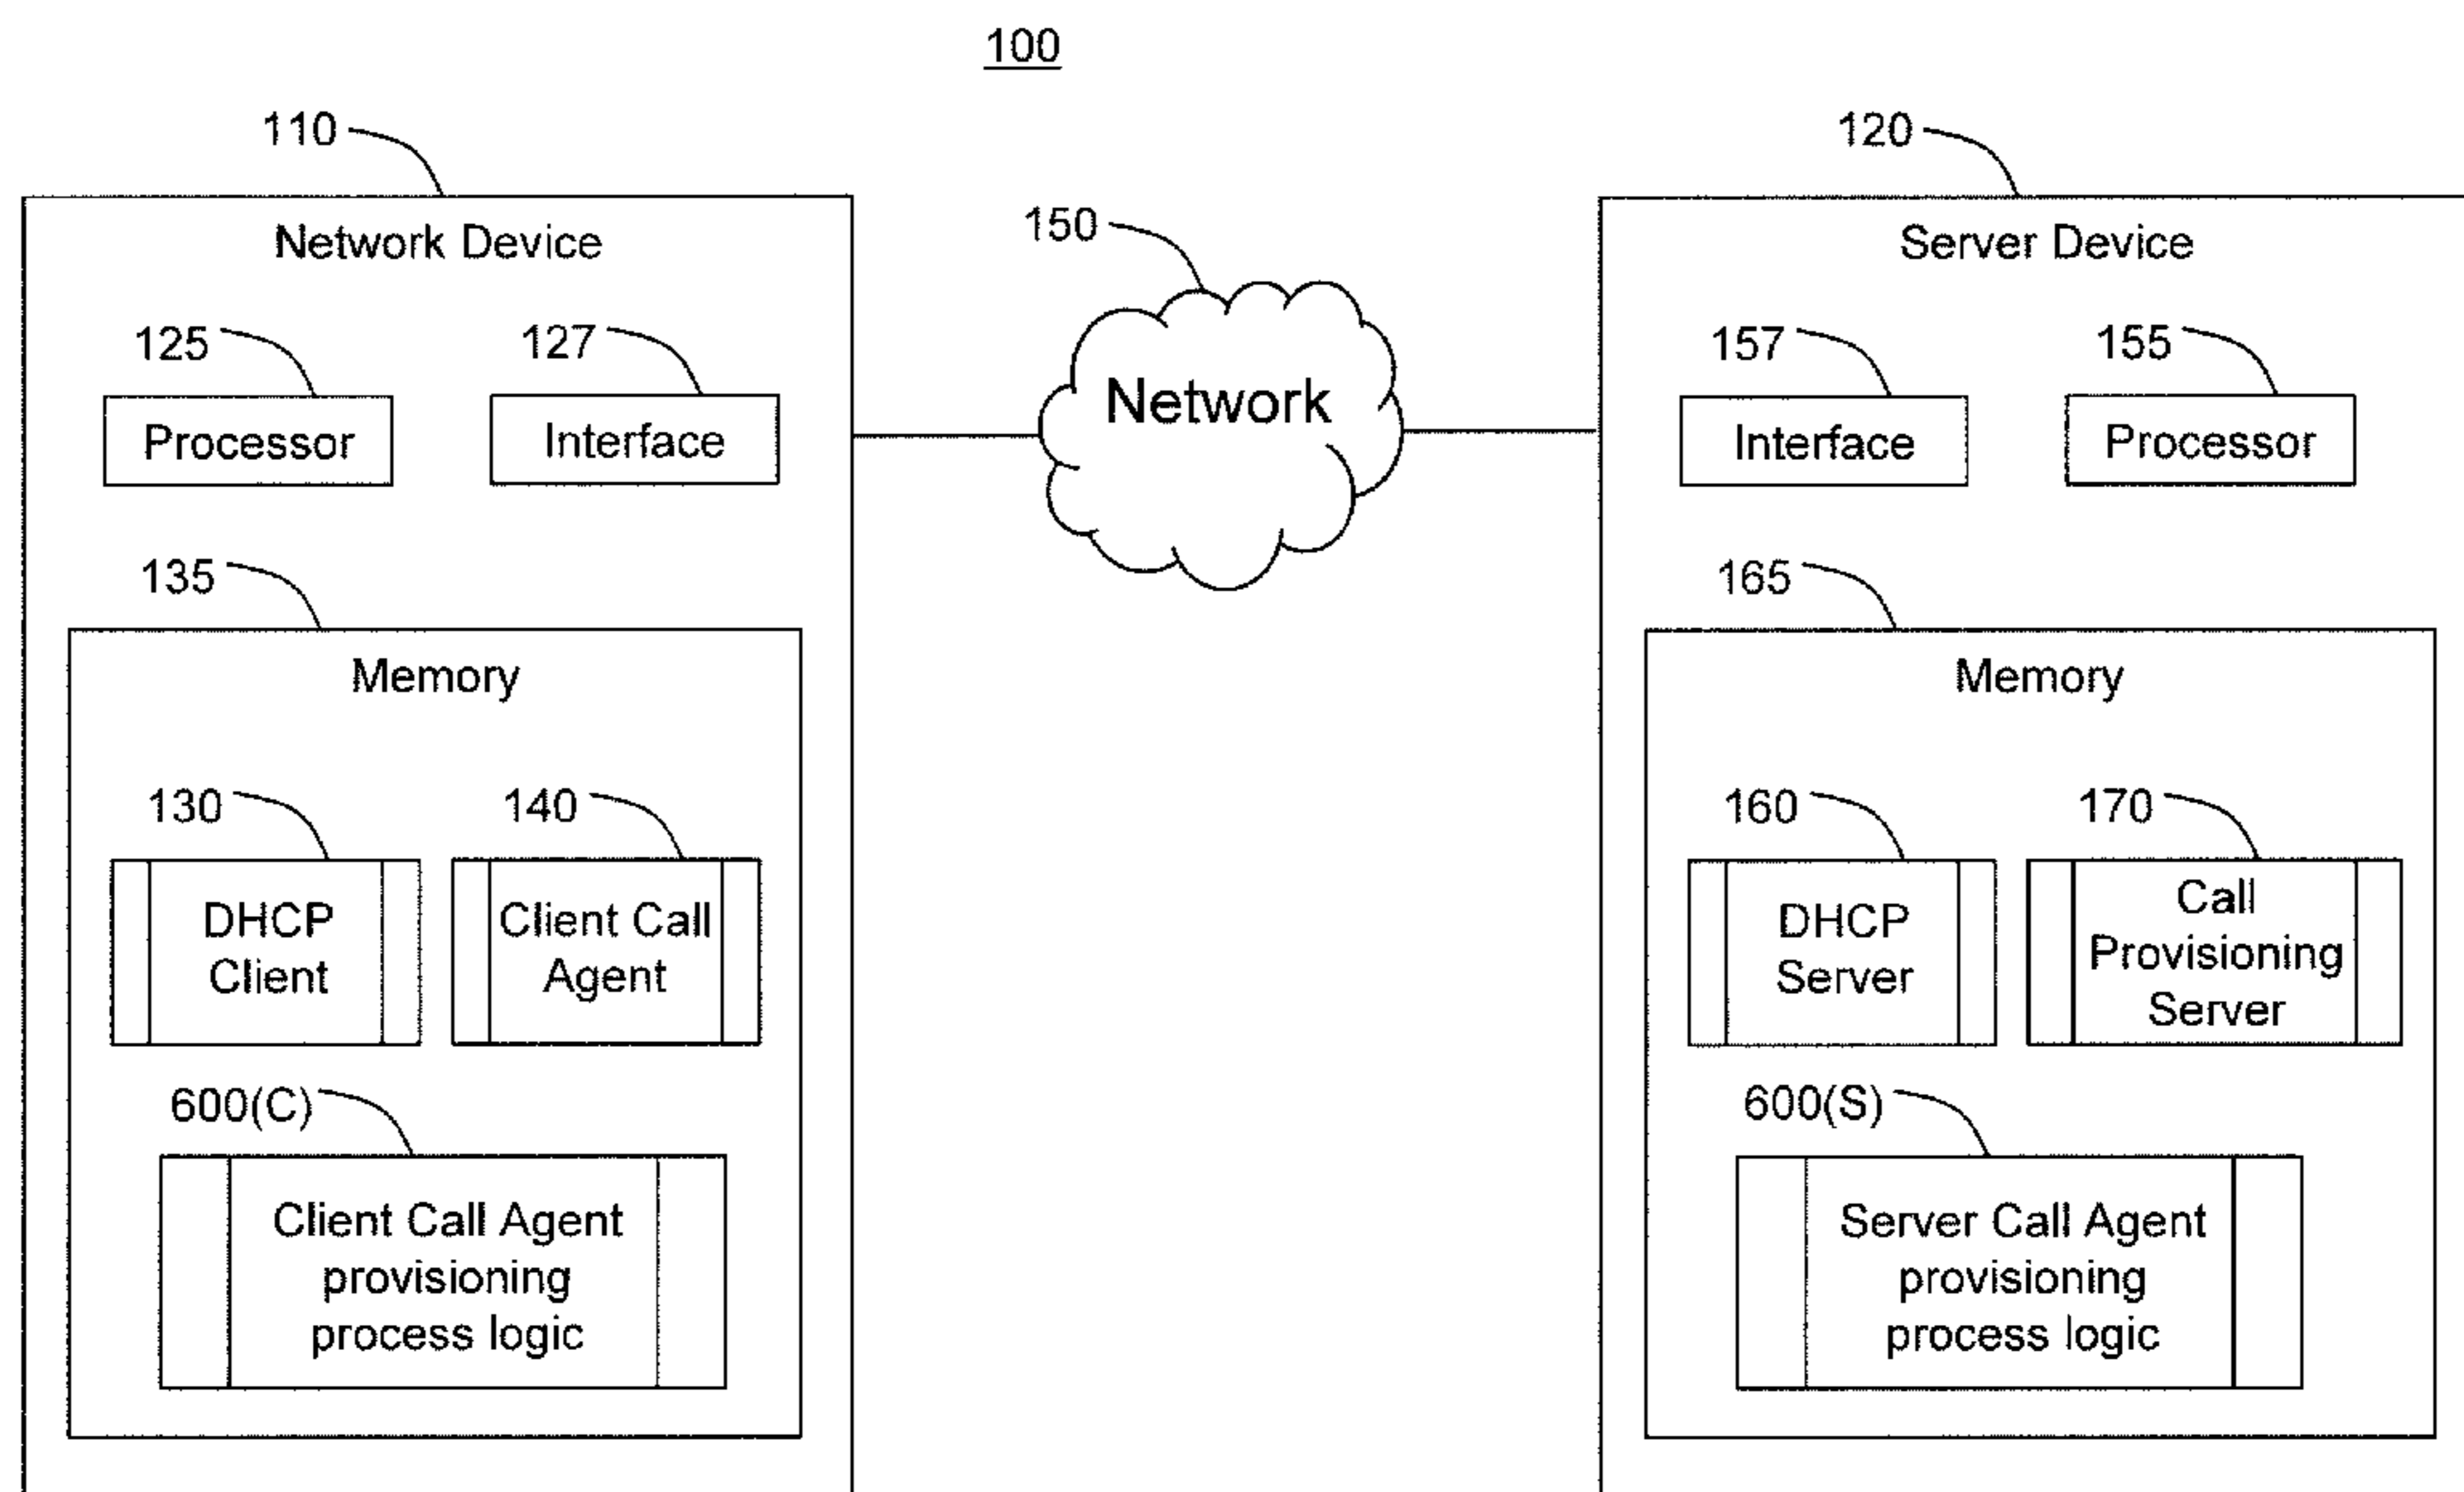 100
110
120
Network Device
150
Server Device
125
127
157
155
Processor
Interface
Network
Interface
Processor
135
165
Memory
Memory
130
140
160
170
DHCP
Client
Client Call
Agent
DHCP
Server
Call
Provisioning
Server
600(C)
600(S)
Client Call Agent
provisioning
process logic
Server Call Agent
provisioning
process logic